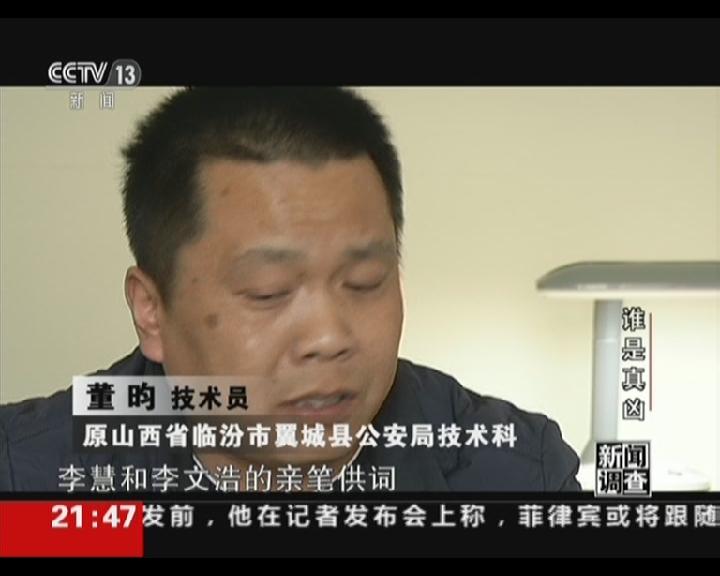 CCTV 13
新闻
谁是真凶
董昀 技术员
原山西省临汾市翼城县公安局技术科
李慧和李文浩的亲笔供词
新闻
调查
21:47 发前，他在记者发布会上称，菲律宾或将跟随